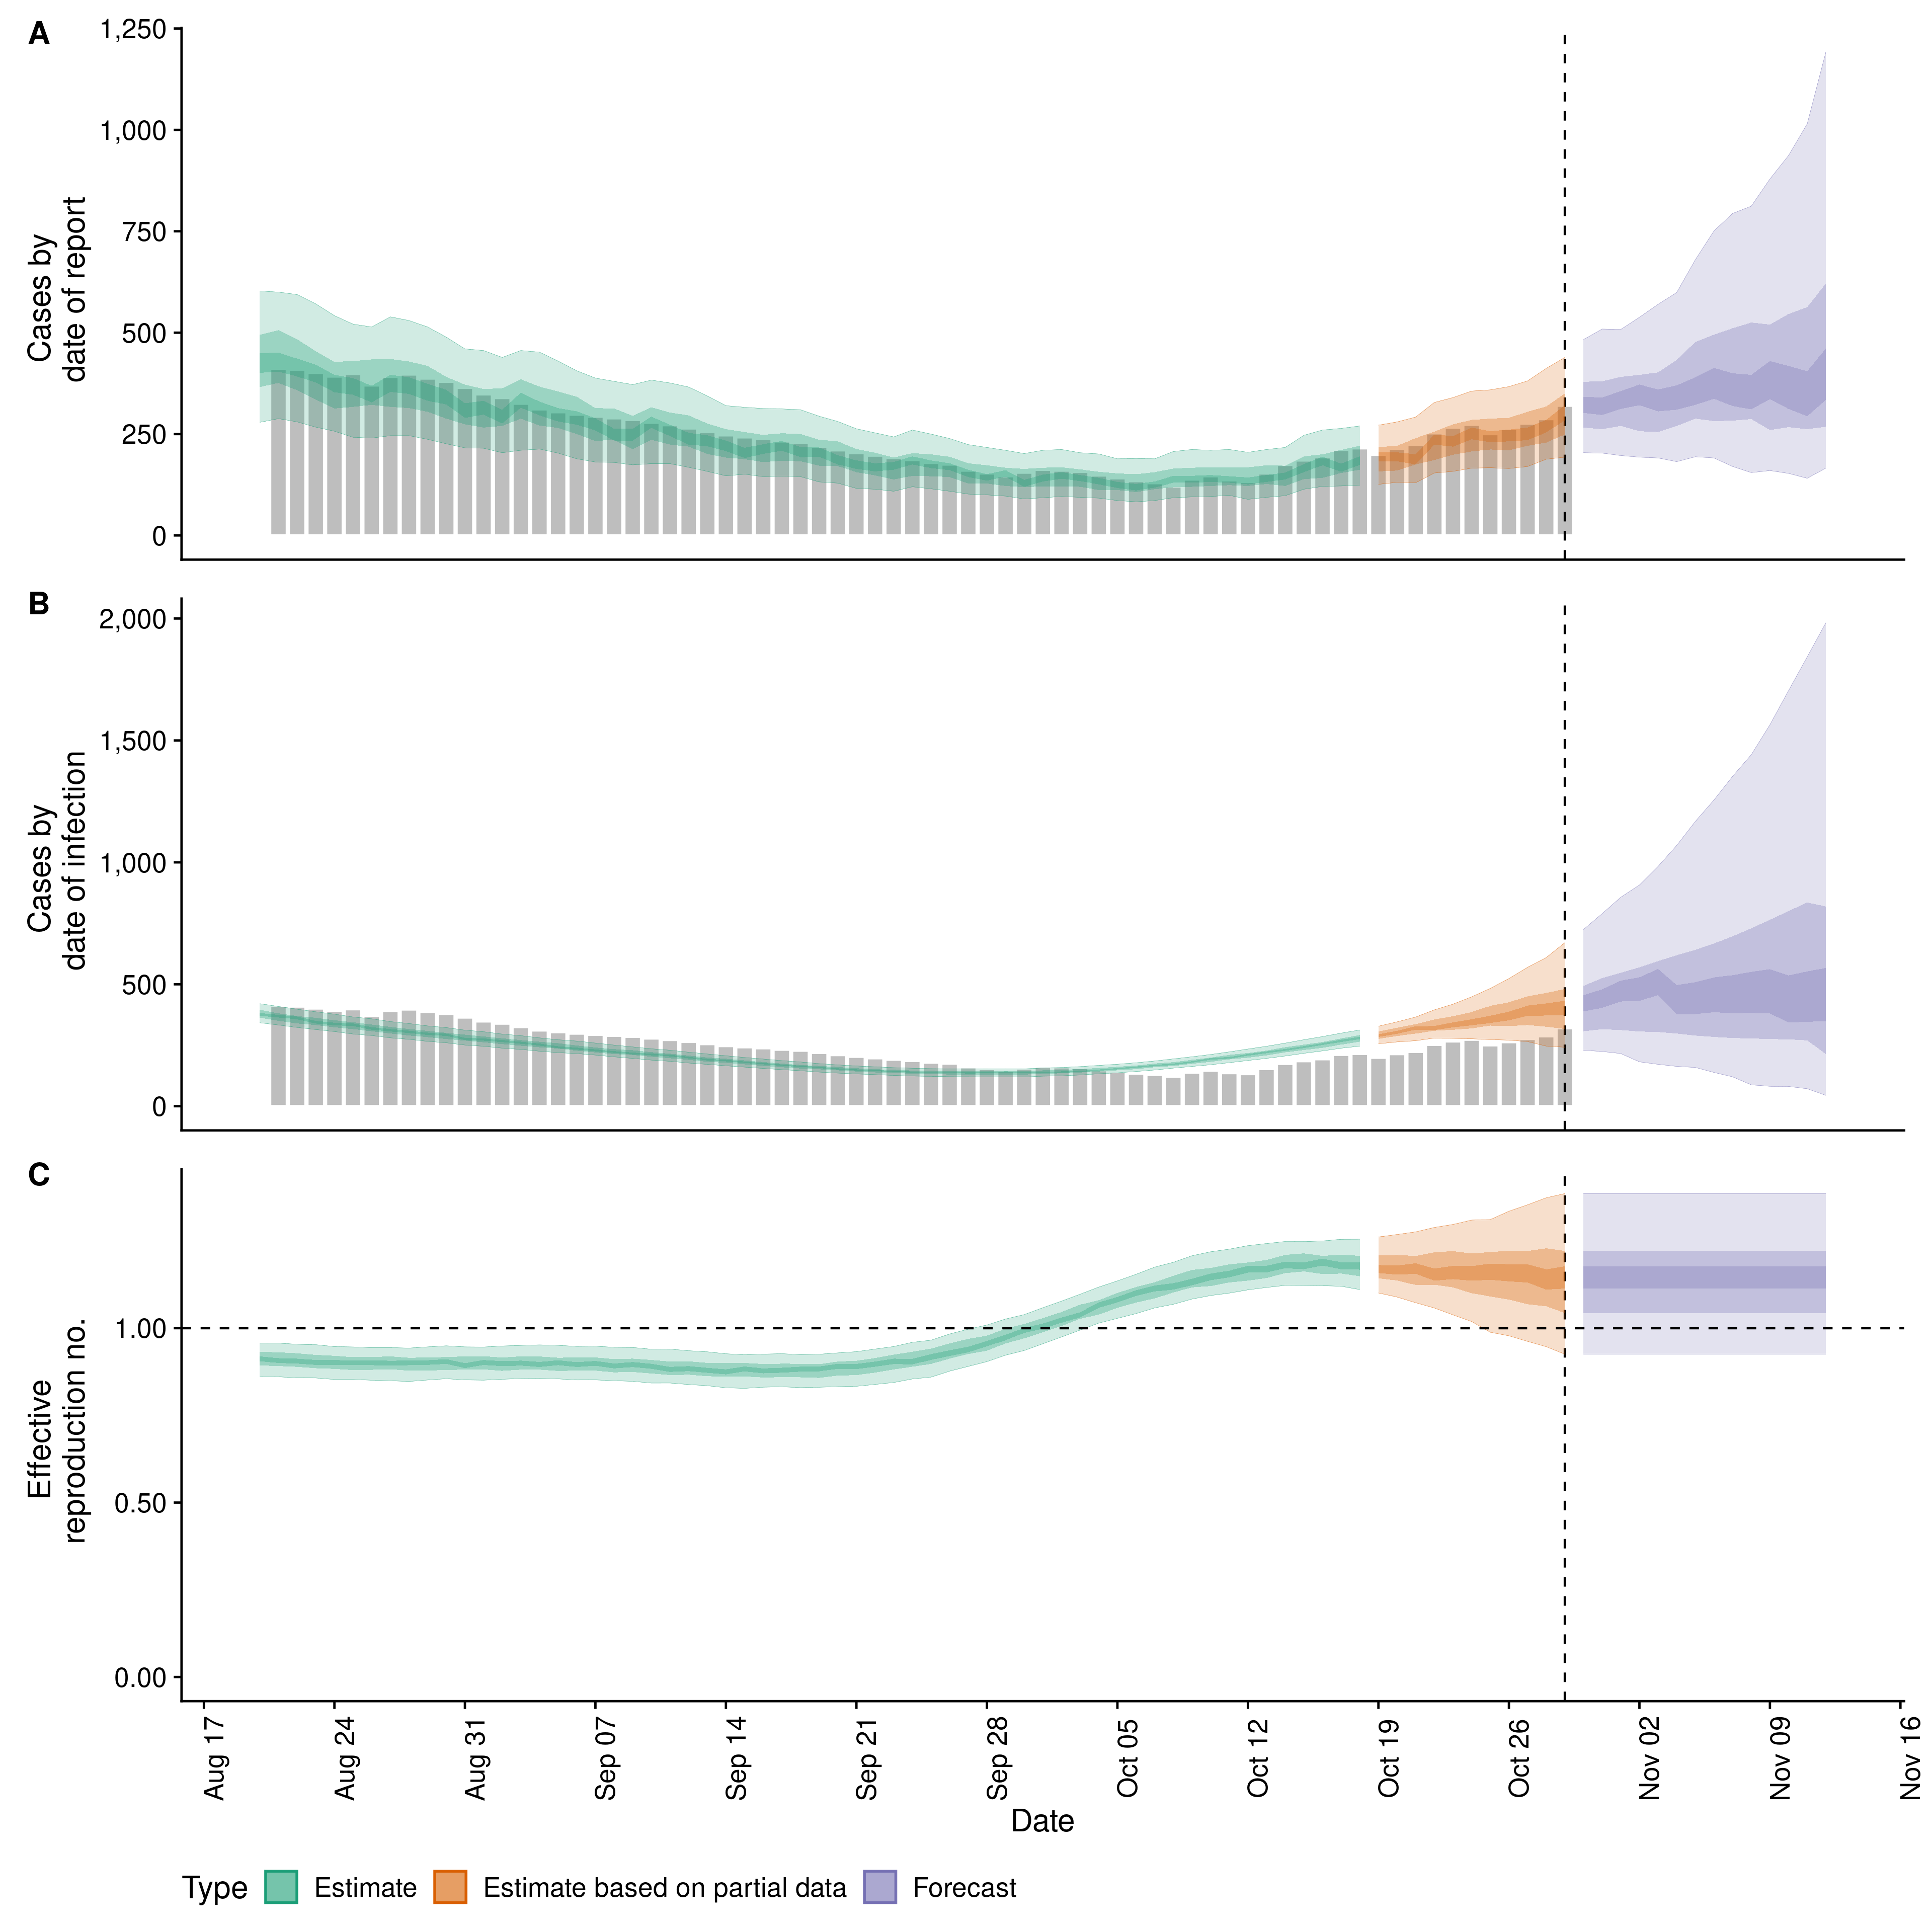 A
1,250
1,000
750
500
250
0
Cases by
date of report
B
2,000
1,500
1,000
500
0
Cases by
date of infection
C
1.00
0.50
0.00
Effective
reproduction no.
Aug 17
Aug 24
Aug 31
Sep 07
Sep 14
Sep 21
Sep 28
Oct 05
Oct 12
Oct 19
Oct 26
Nov 02
Nov 09
Nov 16
Date
Type Estimate Estimate based on partial data Forecast